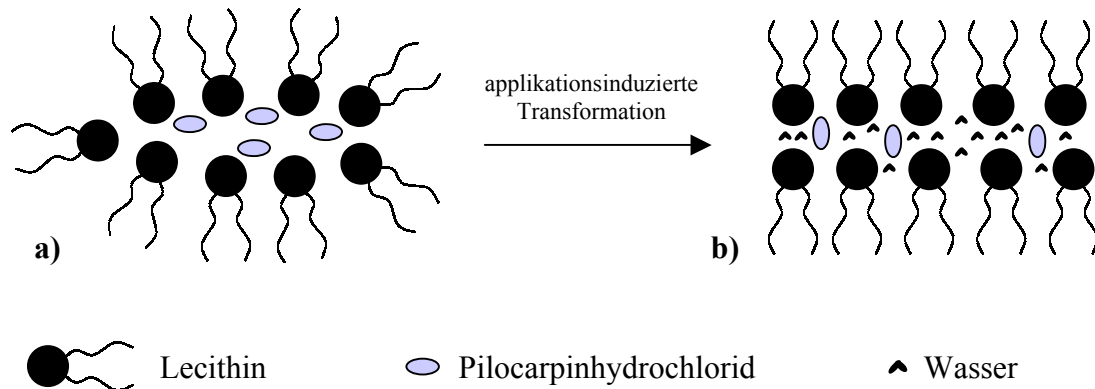 applikationsinduzierte
Transformation
a)
b)
Lecithin
Pilocarpinhydrochlorid
Wasser